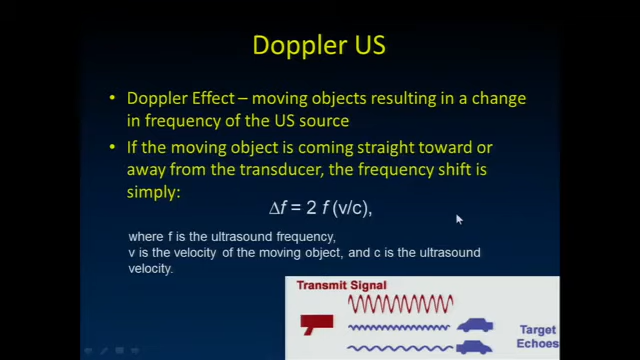 Doppler US
• Doppler Effect – moving objects resulting in a change
in frequency of the US source
• If the moving object is coming straight toward or
away from the transducer, the frequency shift is
simply:
Δf = 2 f (v/c),
where f is the ultrasound frequency,
v is the velocity of the moving object, and c is the ultrasound
velocity.
Transmit Signal
Target
Echoes